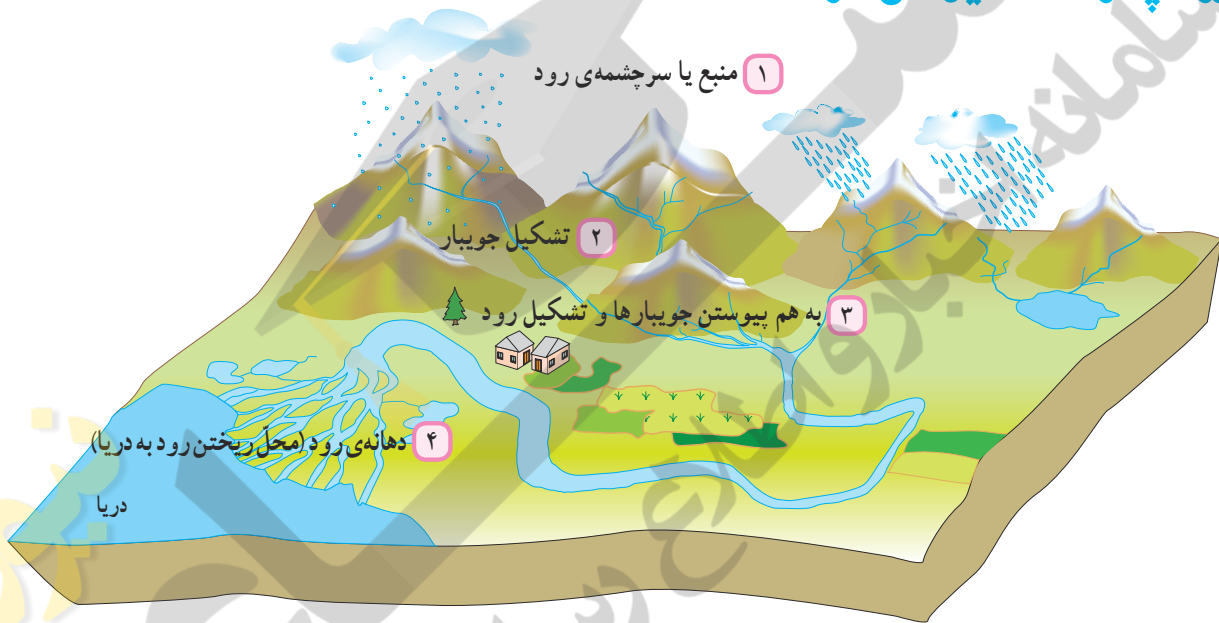 ۱ منبع یا سرچشمه‌ی رود
۲ تشکیل جویبار
۳ به هم پیوستن جویبارها و تشکیل رود
۴ دهانه‌ی رود (محلّ ریختن رود به دریا)
دریا